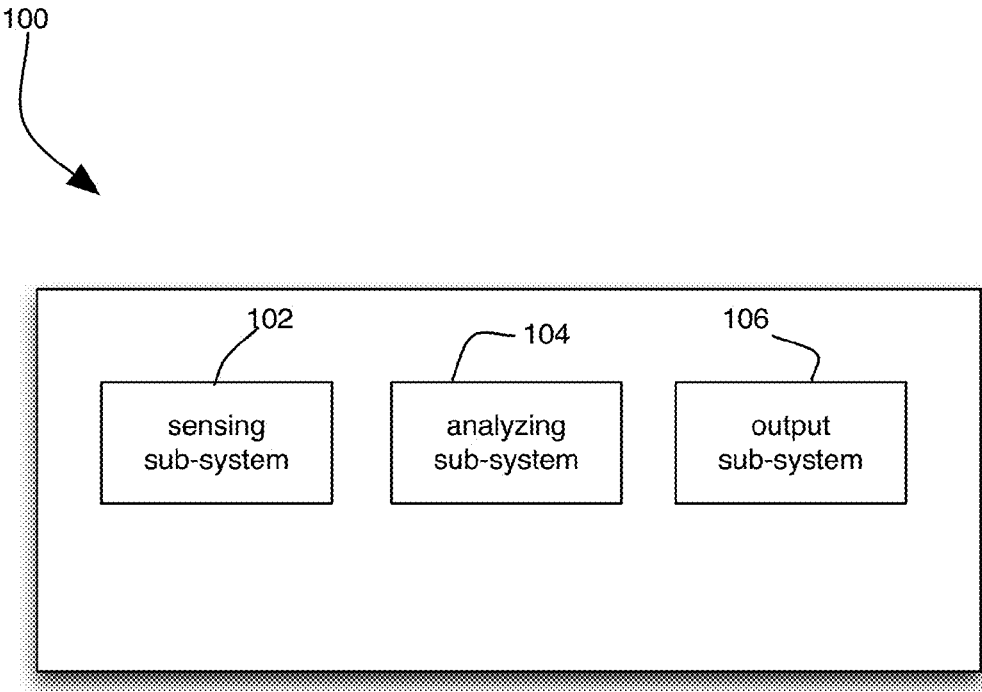 100
102
104
106
sensing
sub-system
analyzing
sub-system
output
sub-system